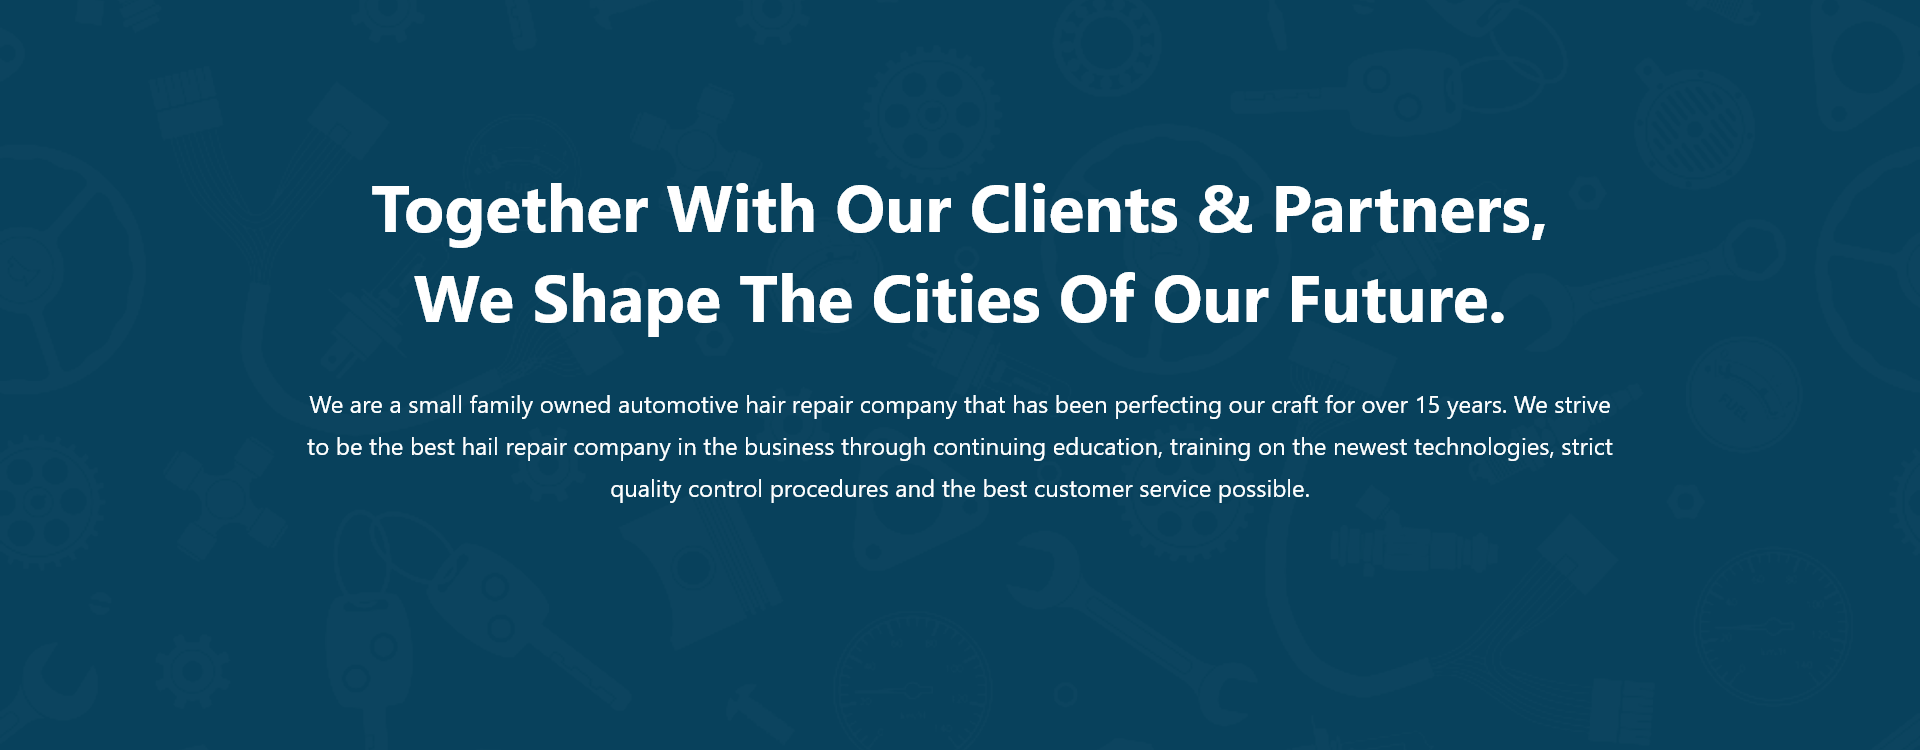 Together With Our Clients & Partners,
We Shape The Cities Of Our Future.
We are a small family owned automotive hair repair company that has been perfecting our craft for over 15 years. We strive
to be the best hail repair company in the business through continuing education, training on the newest technologies, strict
quality control procedures and the best customer service possible.